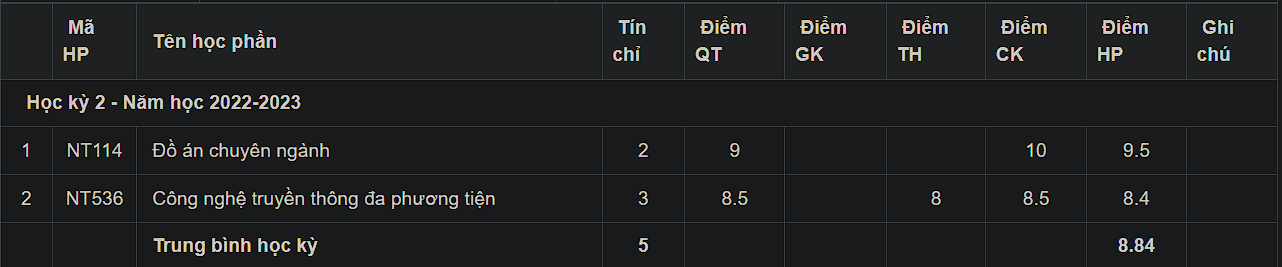 Mã HP Tên học phần Tín chỉ Điểm QT Điểm GK Điểm TH Điểm CK Điểm HP Ghi chú
Học kỳ 2 - Năm học 2022-2023
1 NT114 Đồ án chuyên ngành 2 9 10 9.5
2 NT536 Công nghệ truyền thông đa phương tiện 3 8.5 8 8.5 8.4
Trung bình học kỳ 5 8.84